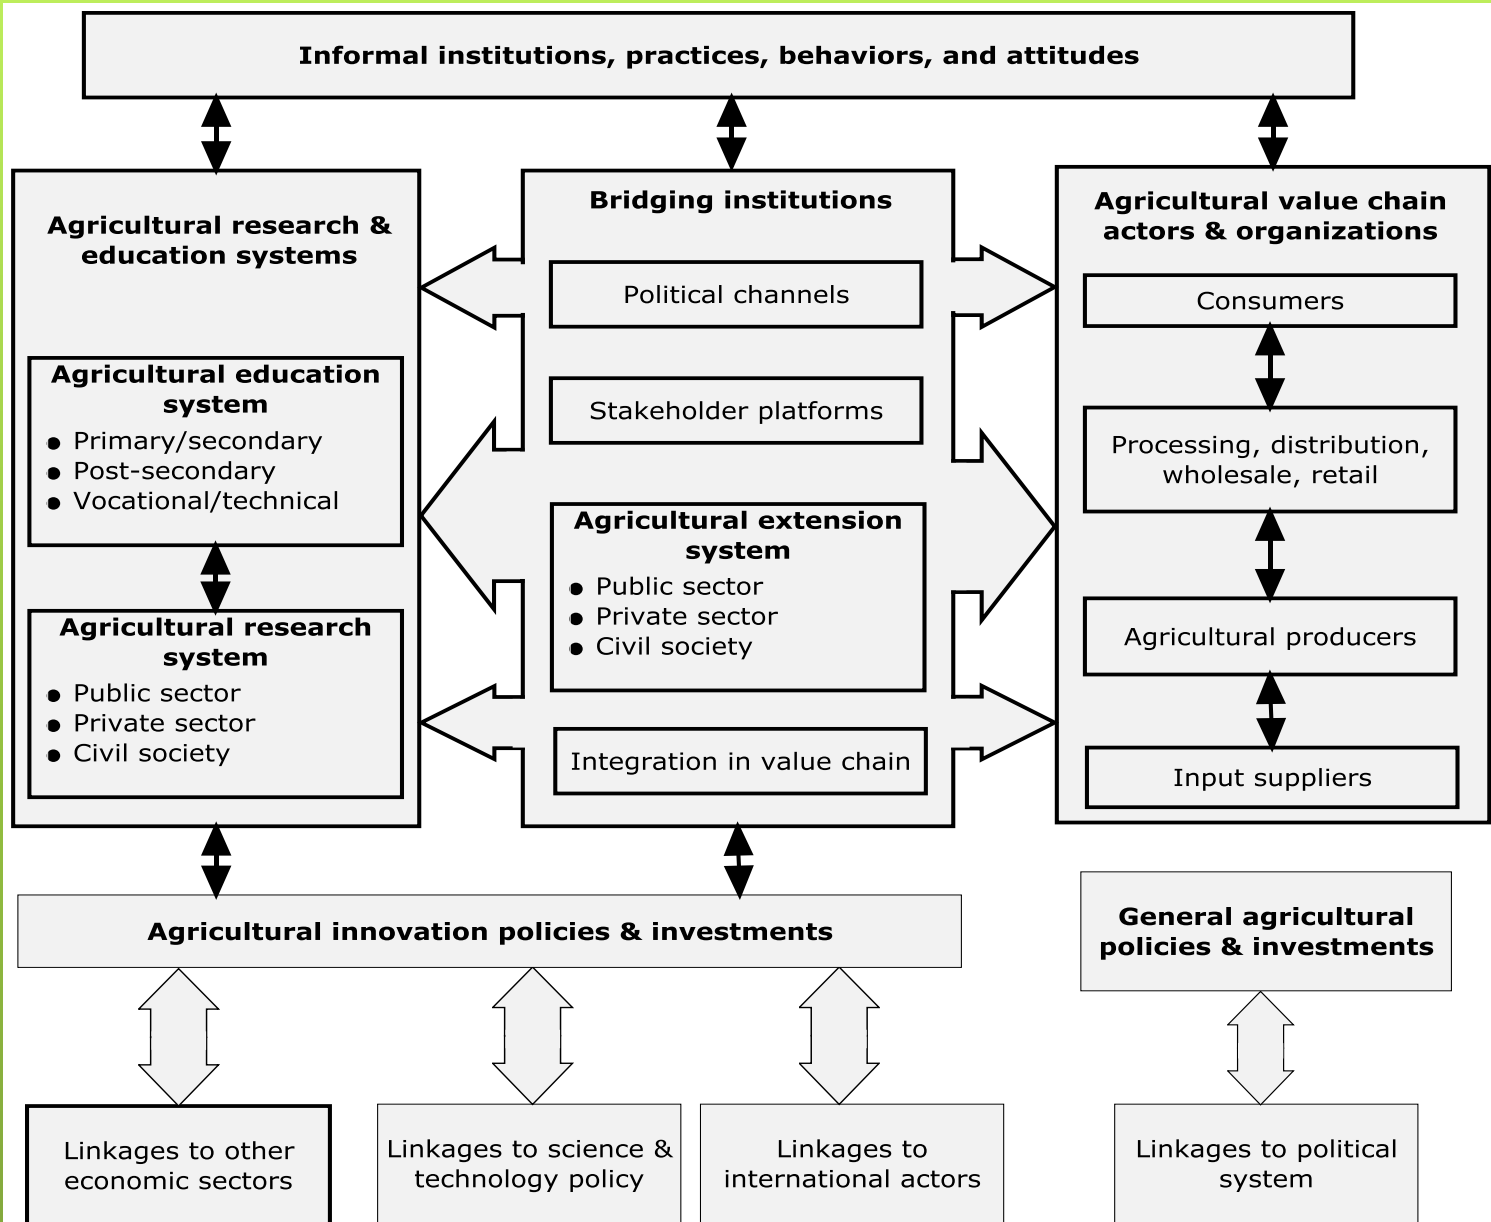 Informal institutions, practices, behaviors, and attitudes
Agricultural research &
education systems
Agricultural education
system
● Primary/secondary
● Post-secondary
● Vocational/technical
Agricultural research
system
● Public sector
● Private sector
● Civil society
Bridging institutions
Political channels
Stakeholder platforms
Agricultural extension
system
● Public sector
● Private sector
● Civil society
Integration in value chain
Agricultural value chain
actors & organizations
Consumers
Processing, distribution,
wholesale, retail
Agricultural producers
Input suppliers
Agricultural innovation policies & investments
General agricultural
policies & investments
Linkages to other
economic sectors
Linkages to science &
technology policy
Linkages to
international actors
Linkages to political
system